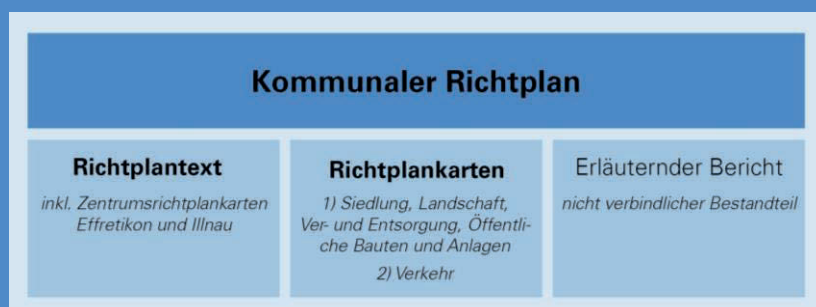 Kommunaler Richtplan
Richtplantext
inkl. Zentrumsrichtplankarten
Effretikon und Illnau
Richtplankarten
1) Siedlung, Landschaft,
Ver- und Entsorgung, Öffentli-
che Bauten und Anlagen
2) Verkehr
Erläuternder Bericht
nicht verbindlicher Bestandteil